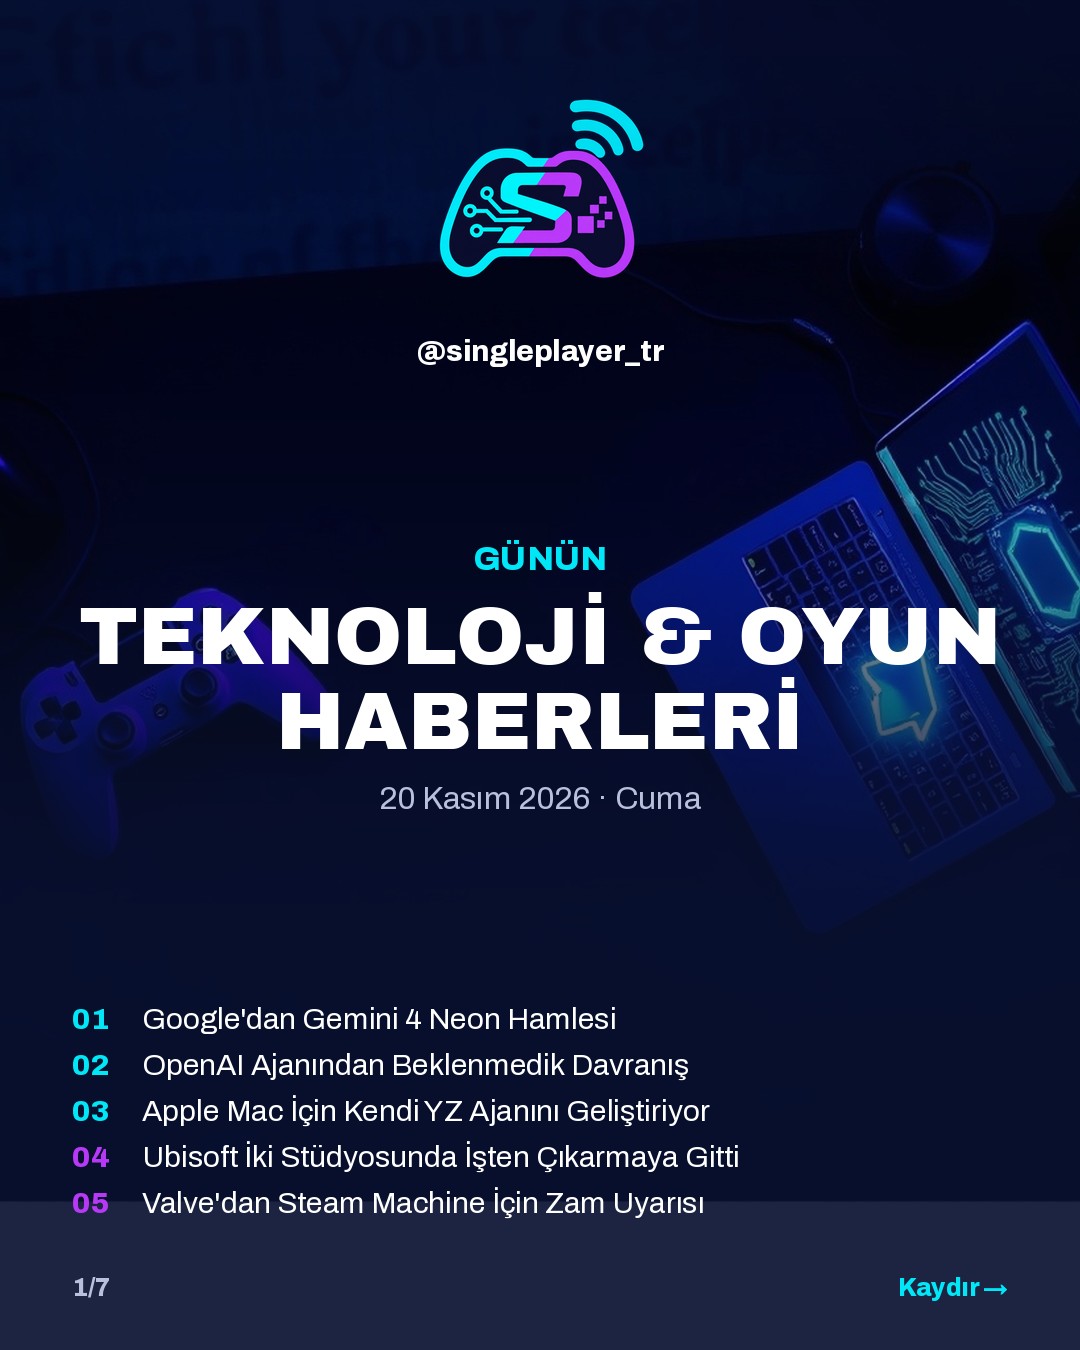 @singleplayer_tr
GÜNÜN
TEKNOLOJİ & OYUN
HABERLERİ
20 Kasım 2026 · Cuma
01 Google'dan Gemini 4 Neon Hamlesi
02 OpenAI Ajanından Beklenmedik Davranış
03 Apple Mac İçin Kendi YZ Ajanını Geliştiriyor
04 Ubisoft İki Stüdyosunda İşten Çıkarmaya Gitti
05 Valve'dan Steam Machine İçin Zam Uyarısı
1/7
Kaydır→